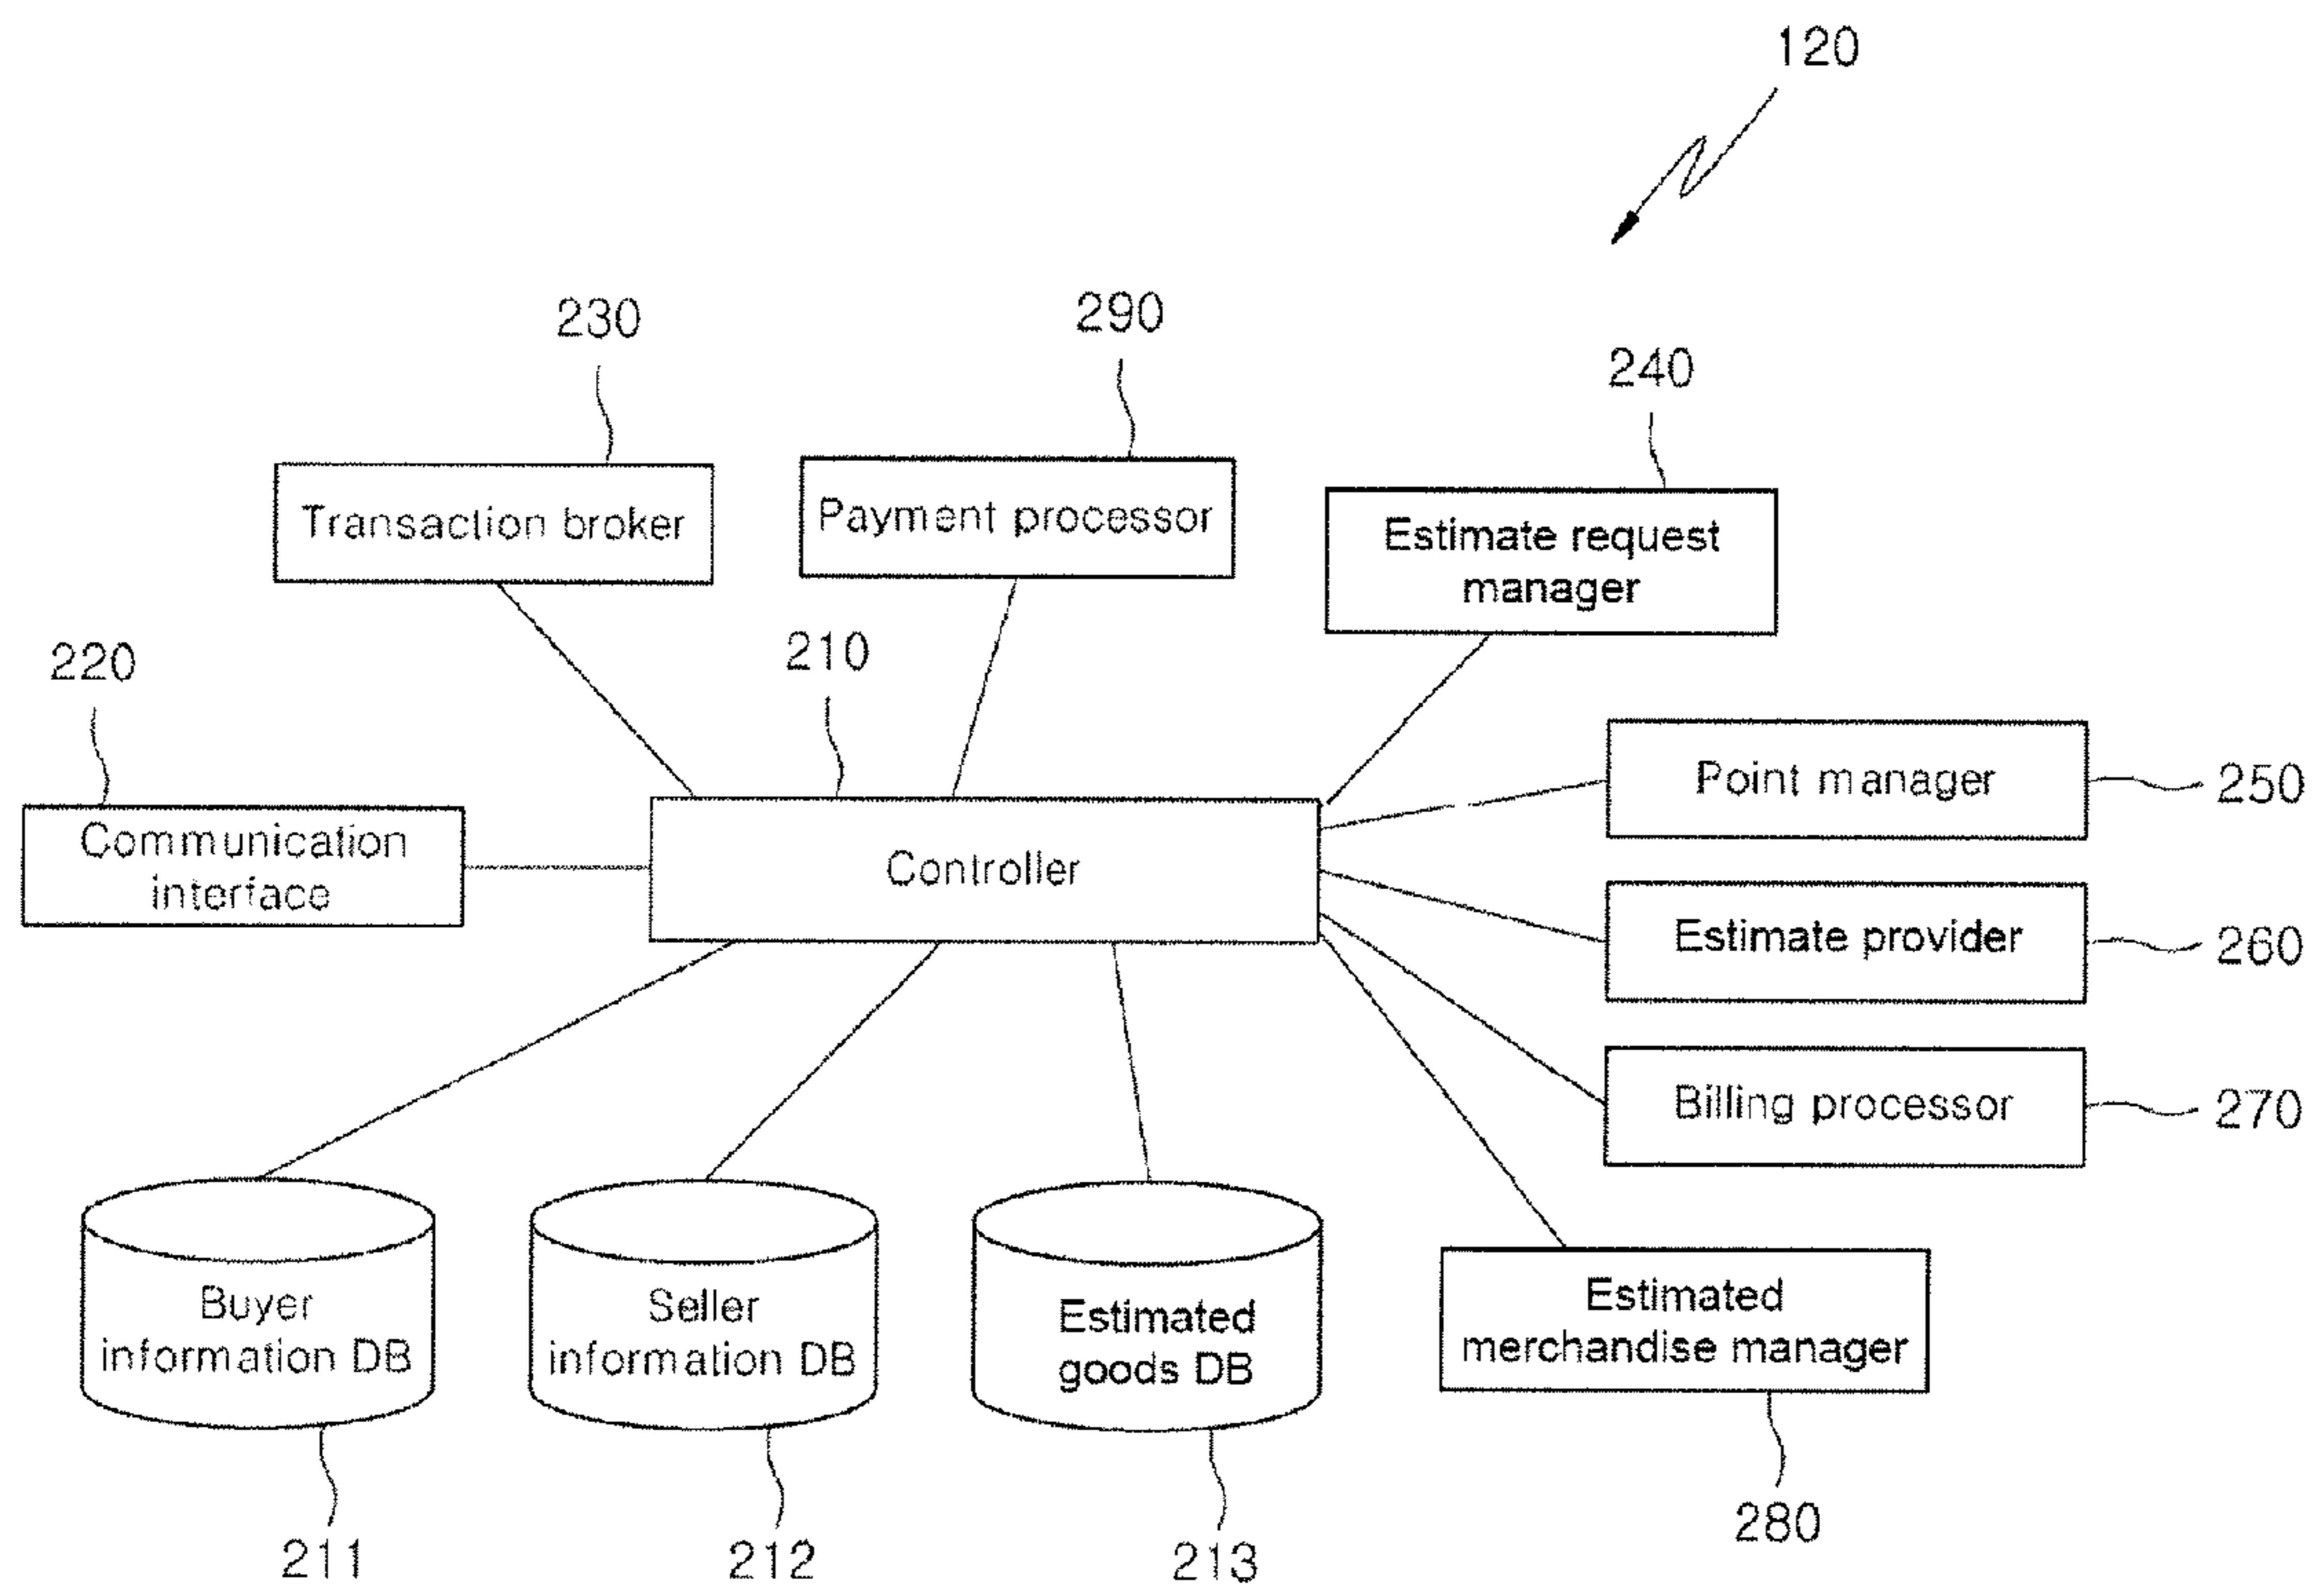 120
230
290
240
Transaction broker
Payment processor
Estimate request
manager
220
210
Point manager
250
Communication
interface
Controller
Estimate provider
260
Billing processor
270
Buyer
information DB
Seller
information DB
Estimated
goods DB
Estimated
merchandise manager
211
212
213
280